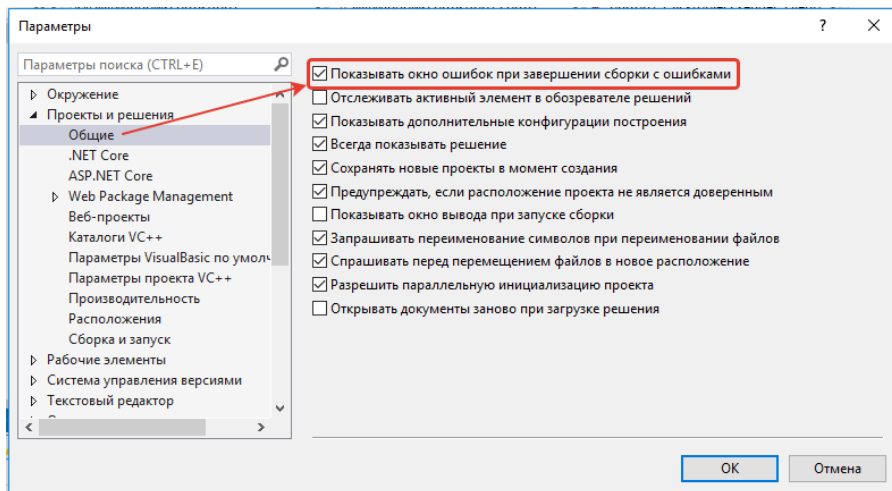 Параметры
? ×
Параметры поиска (CTRL+E)
Окружение
Проекты и решения
Общие
.NET Core
ASP.NET Core
Web Package Management
Веб-проекты
Каталоги VC++
Параметры VisualBasic по умолч
Параметры проекта VC++
Производительность
Расположения
Сборка и запуск
Рабочие элементы
Система управления версиями
Текстовый редактор
Показывать окно ошибок при завершении сборки с ошибками
Отслеживать активный элемент в обозревателе решений
Показывать дополнительные конфигурации построения
Всегда показывать решение
Сохранять новые проекты в момент создания
Предупреждать, если расположение проекта не является доверенным
Показывать окно вывода при запуске сборки
Запрашивать переименование символов при переименовании файлов
Спрашивать перед перемещением файлов в новое расположение
Разрешить параллельную инициализацию проекта
Открывать документы заново при загрузке решения
OK
Отмена